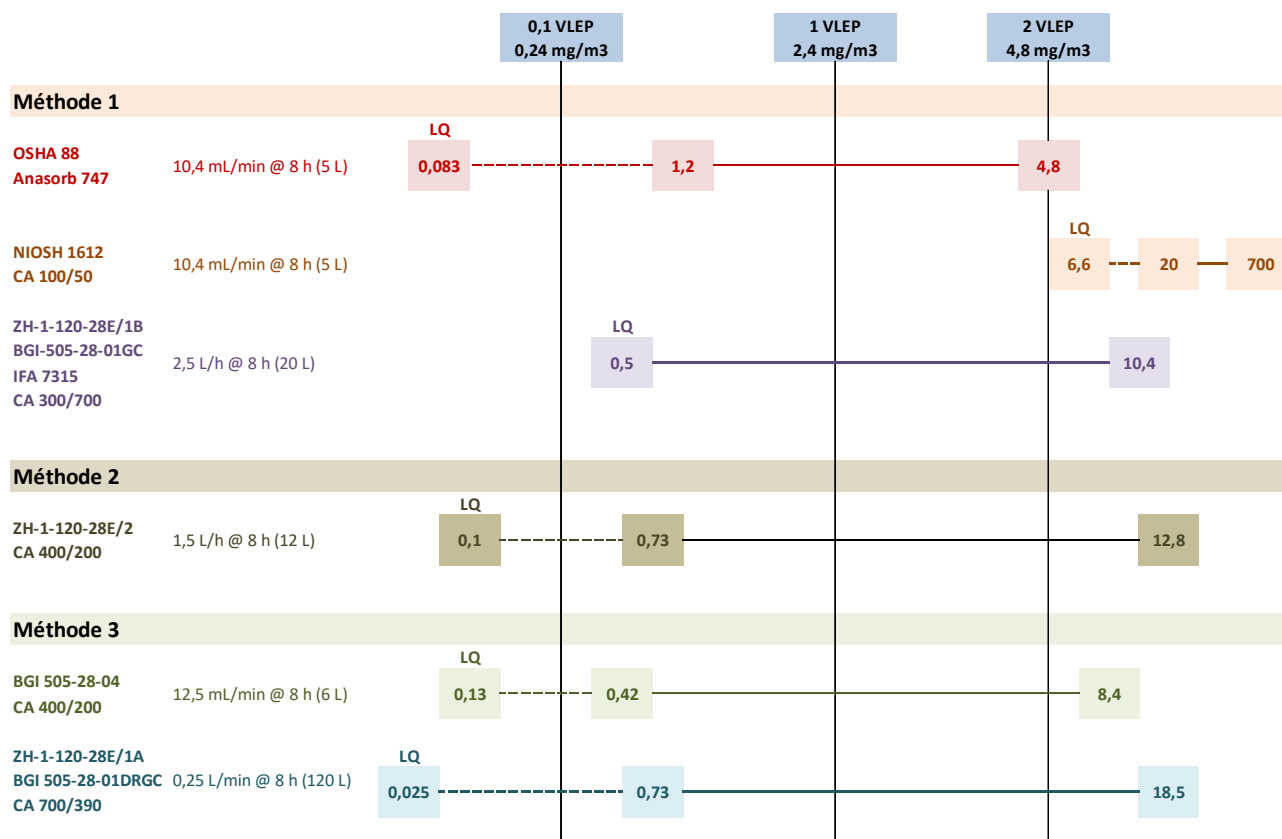 0,1 VLEP
0,24 mg/m3
1 VLEP
2,4 mg/m3
2 VLEP
4,8 mg/m3
Méthode 1
LQ
OSHA 88
Anasorb 747
10,4 mL/min @ 8 h (5 L)
0,083
1,2
4,8
LQ
NIOSH 1612
CA 100/50
10,4 mL/min @ 8 h (5 L)
6,6
20
700
LQ
ZH-1-120-28E/1B
BGI-505-28-01GC
IFA 7315
CA 300/700
2,5 L/h @ 8 h (20 L)
0,5
10,4
Méthode 2
LQ
ZH-1-120-28E/2
CA 400/200
1,5 L/h @ 8 h (12 L)
0,1
0,73
12,8
Méthode 3
LQ
BGI 505-28-04
CA 400/200
12,5 mL/min @ 8 h (6 L)
0,13
0,42
8,4
LQ
ZH-1-120-28E/1A
BGI 505-28-01DRGC
CA 700/390
0,25 L/min @ 8 h (120 L)
0,025
0,73
18,5